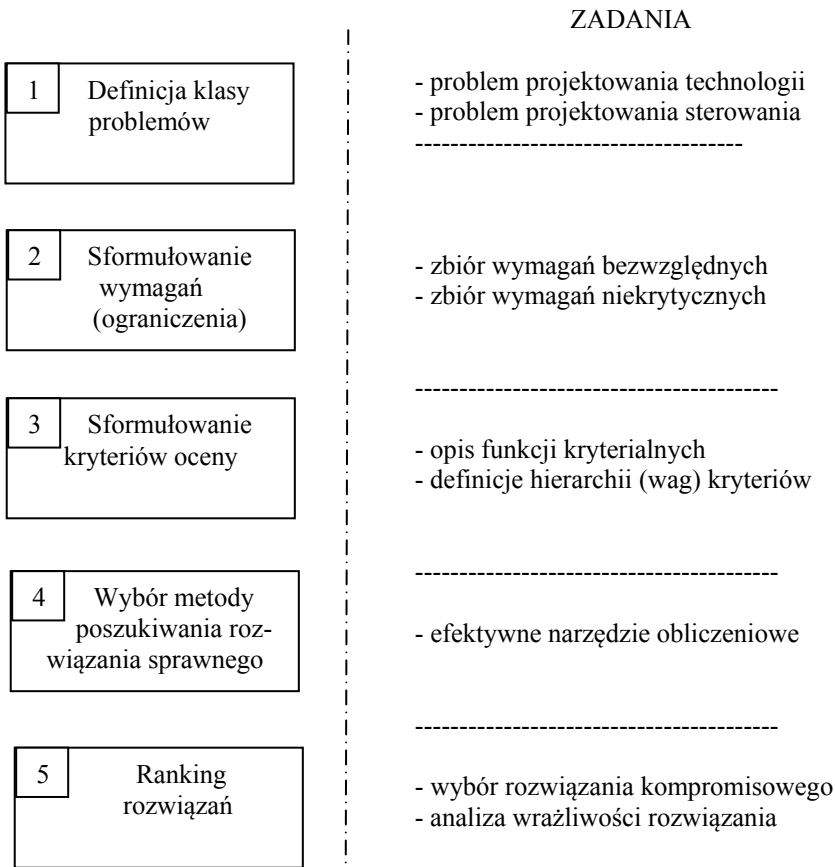 ZADANIA
1 Definicja klasy
problemów
- problem projektowania technologii
- problem projektowania sterowania
-------------------------------------
2 Sformułowanie
wymagań
(ograniczenia)
- zbiór wymagań bezwzględnych
- zbiór wymagań niekrytycznych
-----------------------------------------
3 Sformułowanie
kryteriów oceny
- opis funkcji kryterialnych
- definicje hierarchii (wag) kryteriów
-----------------------------------------
4 Wybór metody
poszukiwania roz-
wiązania sprawnego
- efektywne narzędzie obliczeniowe
-----------------------------------------
5 Ranking
rozwiązań
- wybór rozwiązania kompromisowego
- analiza wrażliwości rozwiązania